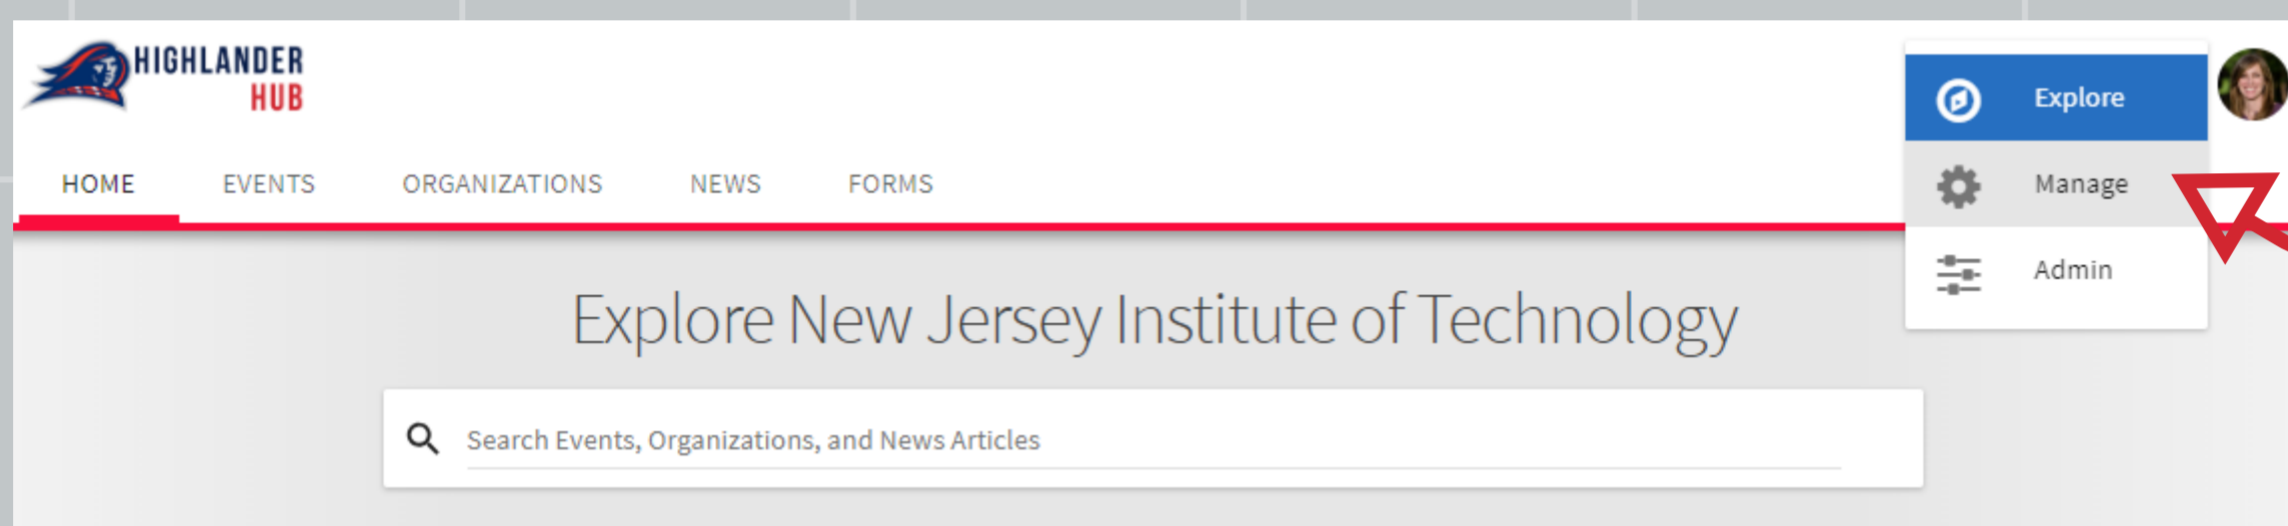 HIGHLANDER
HUB
Explore
Manage
Admin
HOME EVENTS ORGANIZATIONS NEWS FORMS
Explore New Jersey Institute of Technology
Search Events, Organizations, and News Articles